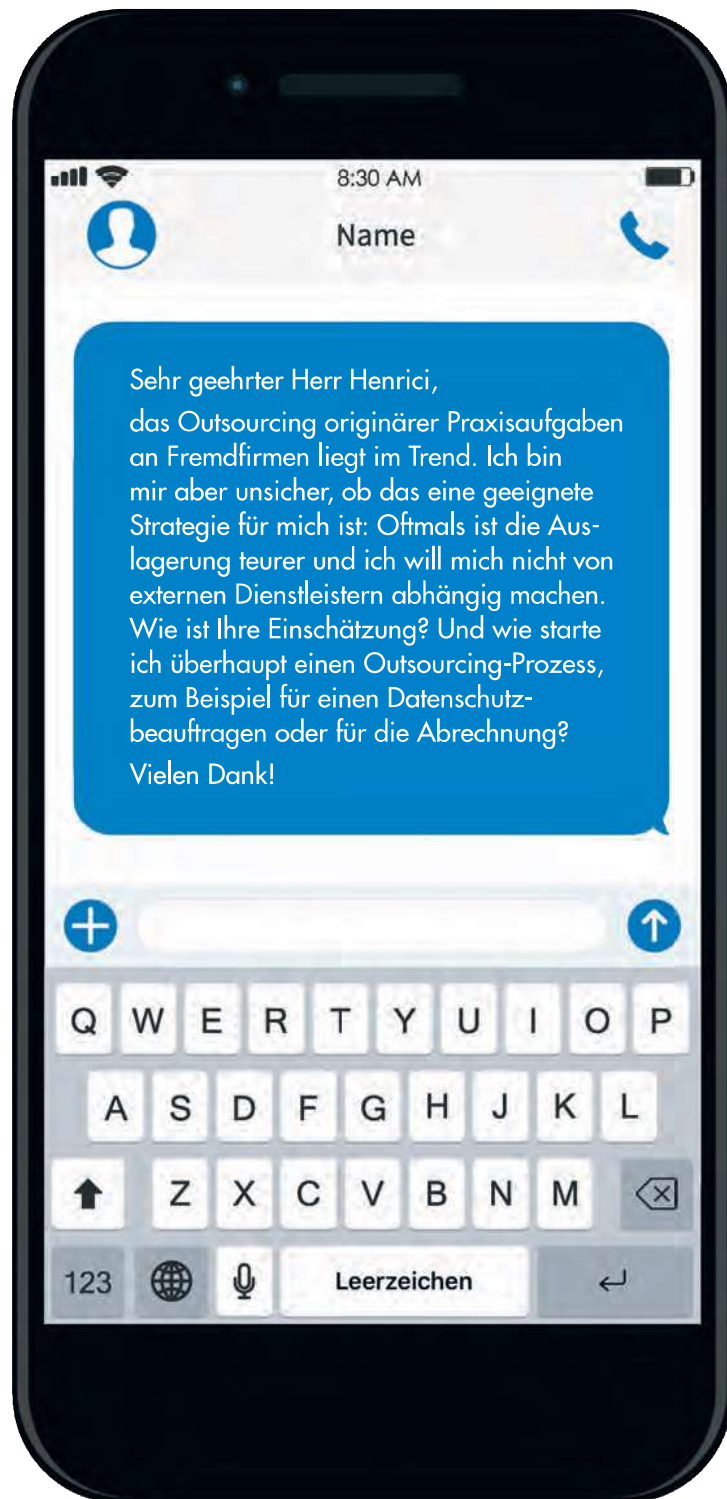 8:30 AM
Name
Sehr geehrter Herr Henrici,
das Outsourcing originärer Praxisaufgaben
an Fremdfirmen liegt im Trend. Ich bin
mir aber unsicher, ob das eine geeignete
Strategie für mich ist: Oftmals ist die Aus-
lagerung teurer und ich will mich nicht von
externen Dienstleistern abhängig machen.
Wie ist Ihre Einschätzung? Und wie starte
ich überhaupt einen Outsourcing-Prozess,
zum Beispiel für einen Datenschutz-
beauftragen oder für die Abrechnung?
Vielen Dank!
Q W E R T Y U I O P
A S D F G H J K L
Z X C V B N M
123 Leerzeichen